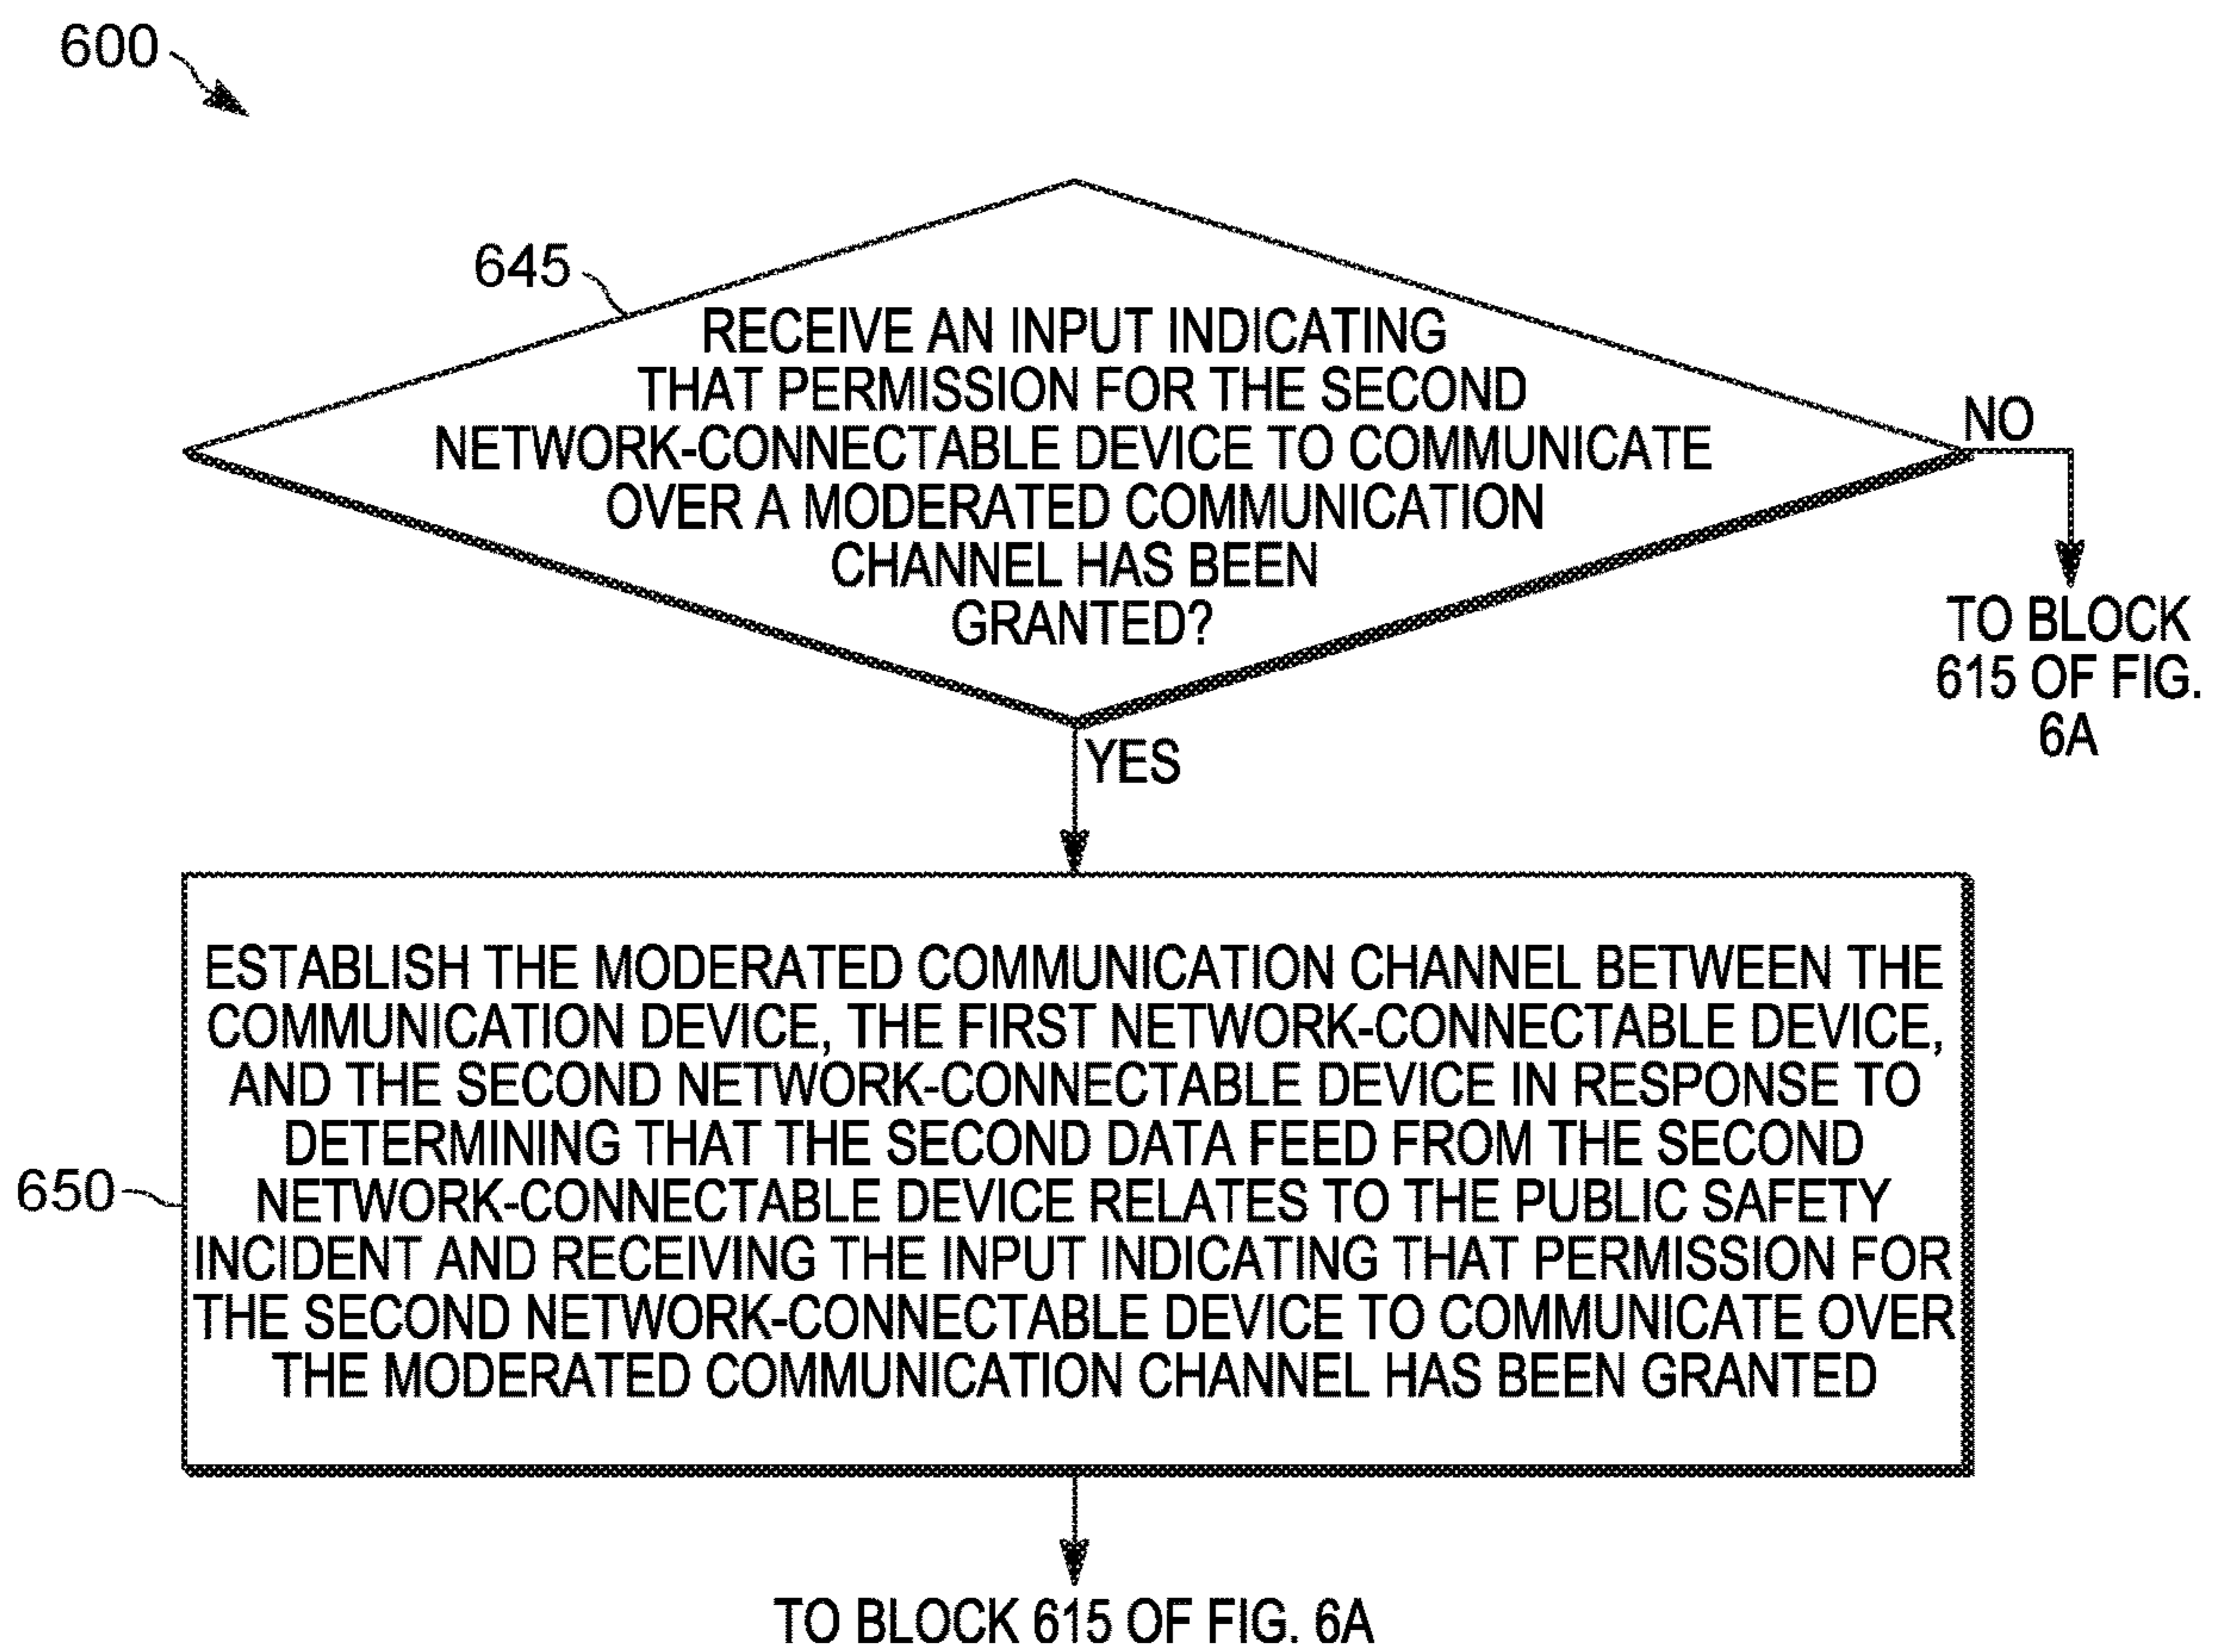 600
645
RECEIVE AN INPUT INDICATING
THAT PERMISSION FOR THE SECOND
NETWORK-CONNECTABLE DEVICE TO COMMUNICATE
OVER A MODERATED COMMUNICATION
CHANNEL HAS BEEN
GRANTED?
NO
TO BLOCK
615 OF FIG.
6A
YES
650
ESTABLISH THE MODERATED COMMUNICATION CHANNEL BETWEEN THE
COMMUNICATION DEVICE, THE FIRST NETWORK-CONNECTABLE DEVICE,
AND THE SECOND NETWORK-CONNECTABLE DEVICE IN RESPONSE TO
DETERMINING THAT THE SECOND DATA FEED FROM THE SECOND
NETWORK-CONNECTABLE DEVICE RELATES TO THE PUBLIC SAFETY
INCIDENT AND RECEIVING THE INPUT INDICATING THAT PERMISSION FOR
THE SECOND NETWORK-CONNECTABLE DEVICE TO COMMUNICATE OVER
THE MODERATED COMMUNICATION CHANNEL HAS BEEN GRANTED
TO BLOCK 615 OF FIG. 6A